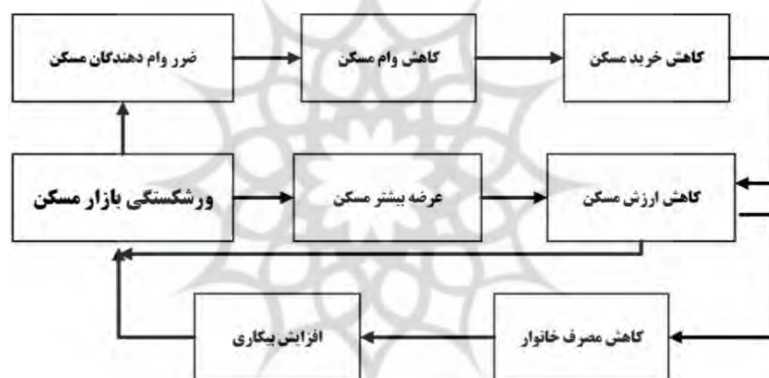 ضرر وام دهندگان مسکن
کاهش وام مسکن
کاهش خرید مسکن
ورشکستگی بازار مسکن
عرضه بیشتر مسکن
کاهش ارزش مسکن
افزایش بیکاری
کاهش مصرف خانوار